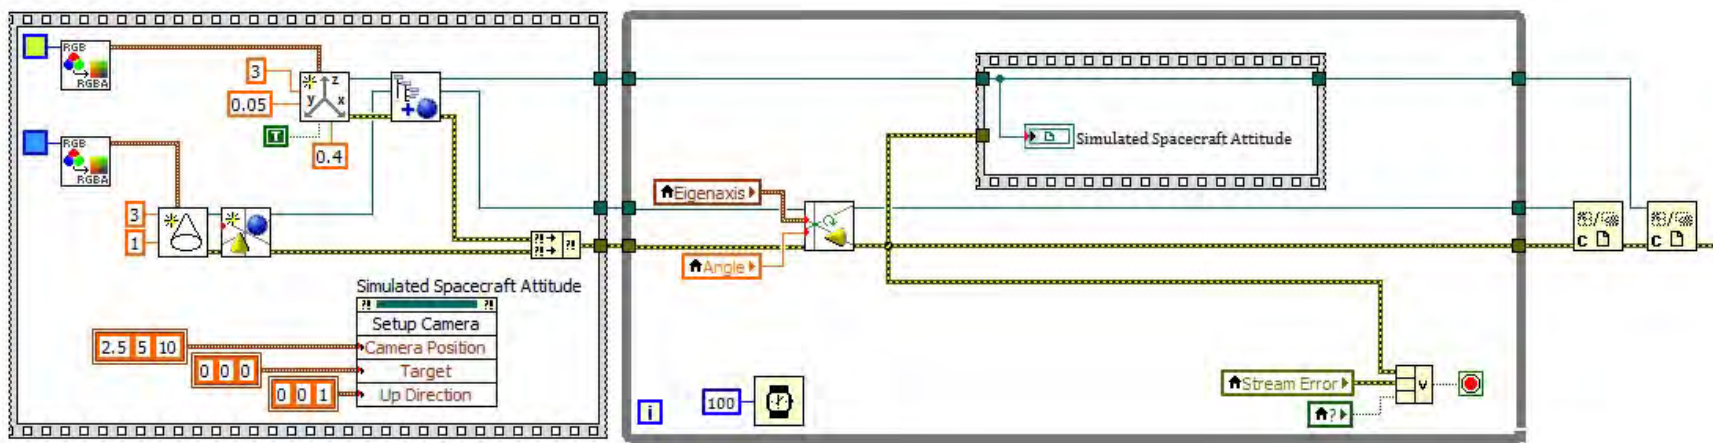 RGB
RGBA
3
0.05
z
y
x
T
0.4
RGB
RGBA
3
1
?!
?!
?!
Simulated Spacecraft Attitude
?!
?!
Setup Camera
2.5 5 10
Camera Position
0 0 0
Target
0 0 1
Up Direction
Simulated Spacecraft Attitude
Eigenaxis
Angle
100
i
Stream Error
?
V
C
C